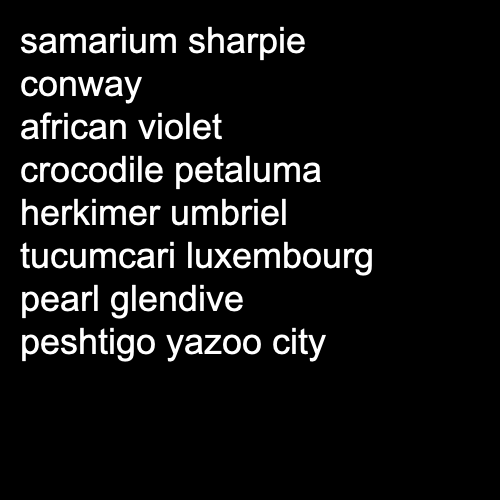 samarium sharpie
conway
african violet
crocodile petaluma
herkimer umbriel
tucumcari luxembourg
pearl glendive
peshtigo yazoo city